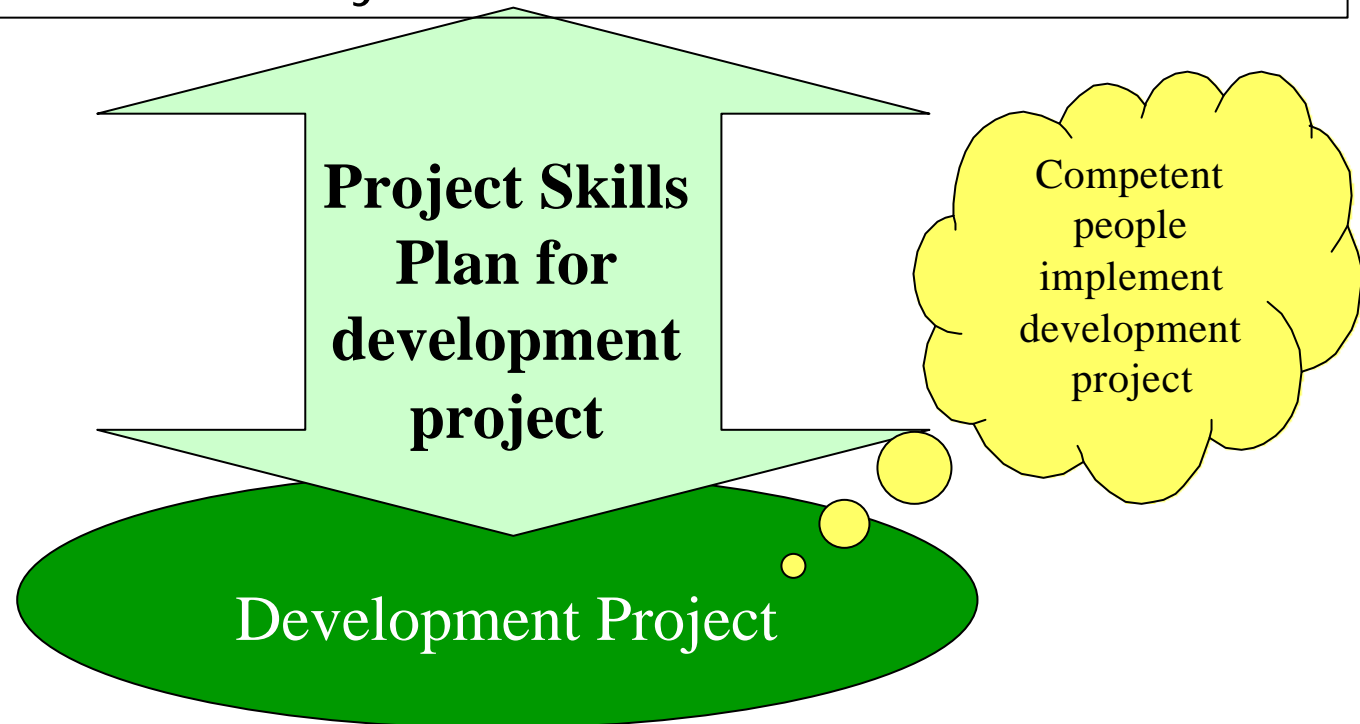 Project Skills
Plan for
development
project
Competent
people
implement
development
project
Development Project